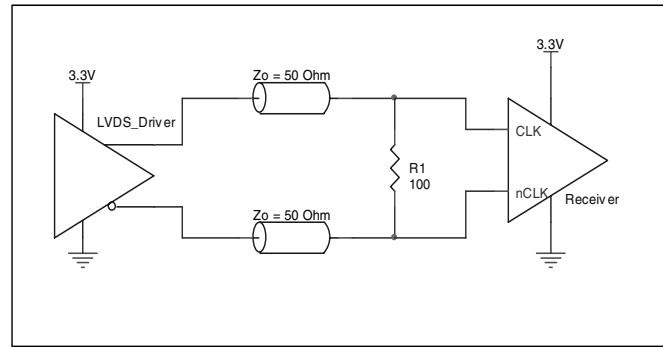 3.3V
3.3V
Zo = 50 Ohm
LVDS_Driver
CLK
R1
100
nCLK
Receiver
Zo = 50 Ohm